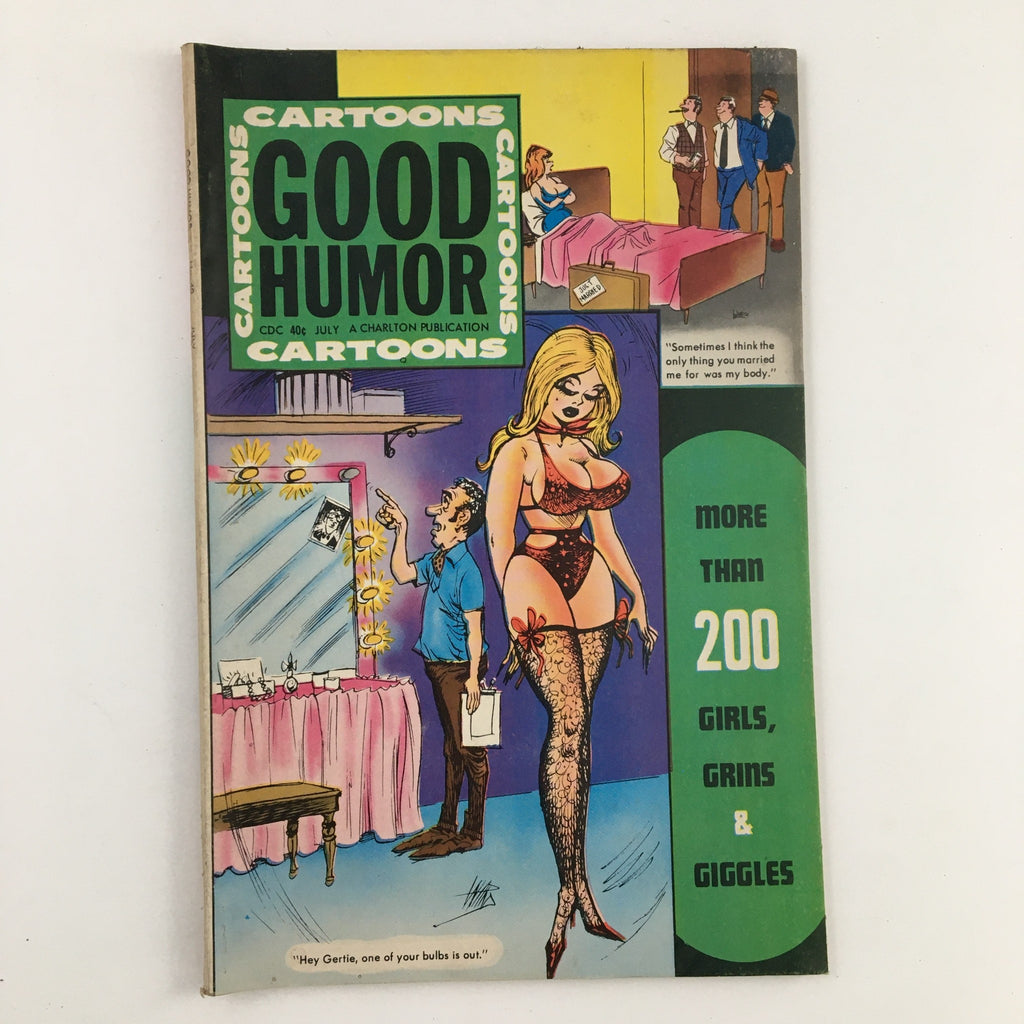 CARTOONS
CARTOONS
CARTOONS
GOOD
HUMOR
CDC 40¢ JULY A CHARLTON PUBLICATION
CARTOONS
JUST
MARRIED
"Sometimes I think the
only thing you married
me for was my body."
MORE
THAN
200
GIRLS,
GRINS
&
GIGGLES
"Hey Gertie, one of your bulbs is out."